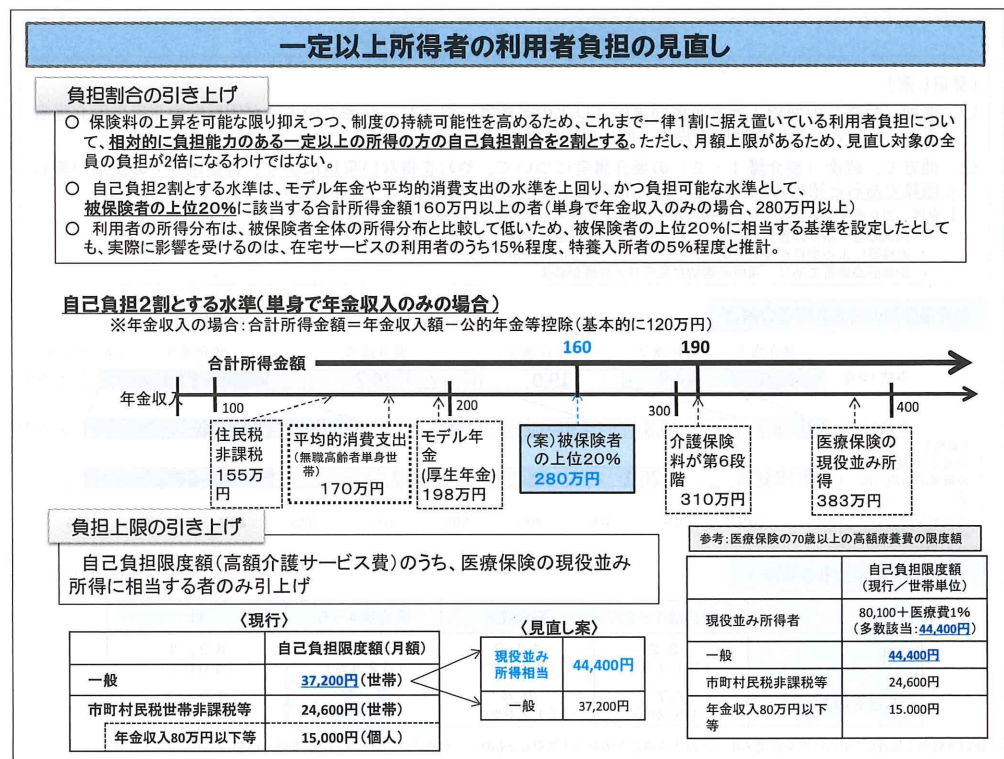 一定以上所得者の利用者負担の見直し
負担割合の引き上げ
○ 保険料の上昇を可能な限り抑えつつ、制度の持続可能性を高めるため、これまで一律1割に据え置いている利用者負担につい
て、相対的に負担能力のある一定以上の所得の方の自己負担割合を2割とする。ただし、月額上限があるため、見直し対象の全
員の負担が2倍になるわけではない。
○ 自己負担2割とする水準は、モデル年金や平均的消費支出の水準を上回り、かつ負担可能な水準として、
被保険者の上位20%に該当する合計所得金額160万円以上の者(単身で年金収入のみの場合、280万円以上)
○ 利用者の所得分布は、被保険者全体の所得分布と比較して低いため、被保険者の上位20%に相当する基準を設定したとして
も、実際に影響を受けるのは、在宅サービスの利用者のうち15%程度、特養入所者の5%程度と推計。
自己負担2割とする水準(単身で年金収入のみの場合)
※年金収入の場合:合計所得金額=年金収入額-公的年金等控除(基本的に120万円)
160
190
合計所得金額
年金収入
100
200
300
400
住民税
非課税
155万
円
平均的消費支出
(無職高齢者単身世
帯)
170万円
モデル年
金
(厚生年金)
198万円
(案)被保険者
の上位20%
280万円
介護保険
料が第6段
階
310万円
医療保険の
現役並み所
得
383万円
負担上限の引き上げ
自己負担限度額(高額介護サービス費)のうち、医療保険の現役並み
所得に相当する者のみ引上げ
〈現行〉
自己負担限度額(月額)
一般
37,200円(世帯)
市町村民税世帯非課税等
24,600円(世帯)
年金収入80万円以下等
15,000円(個人)
〈見直し案〉
現役並み
所得相当
44,400円
一般
37,200円
参考:医療保険の70歳以上の高額療養費の限度額
自己負担限度額
(現行/世帯単位)
現役並み所得者
80,100+医療費1%
(多数該当:44,400円)
一般
44,400円
市町村民税非課税等
24,600円
年金収入80万円以下
等
15,000円